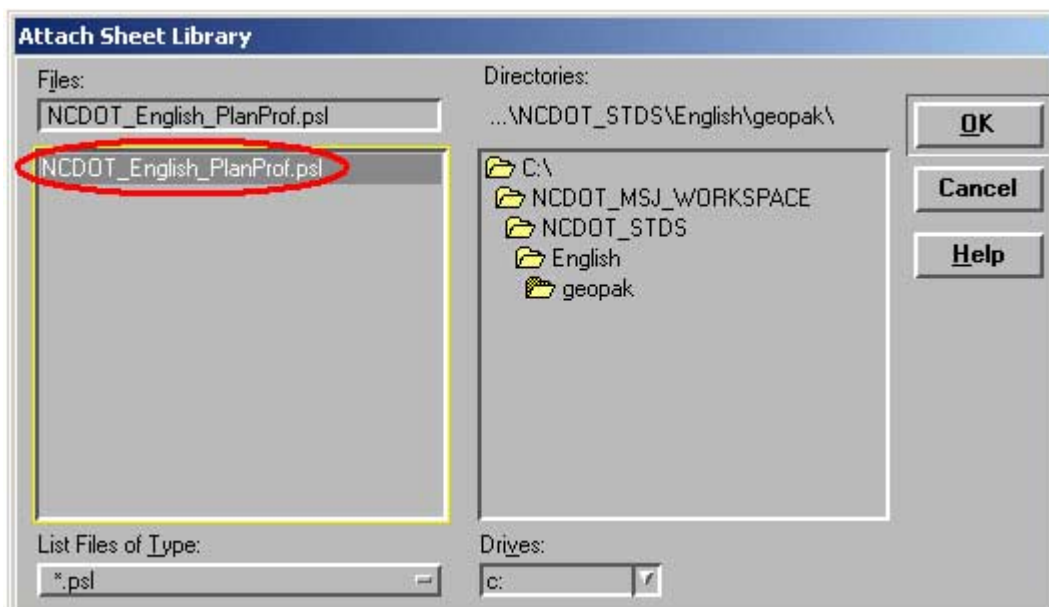 Attach Sheet Library
Files:
NCDOT_English_PlanProf.psl
NCDOT_English_PlanProf.psl
List Files of Type:
*.psl
Directories:
...\NCDOT_STDS\English\geopak\
C:\
NCDOT_MSJ_WORKSPACE
NCDOT_STDS
English
geopak
Drives:
c:
OK
Cancel
Help